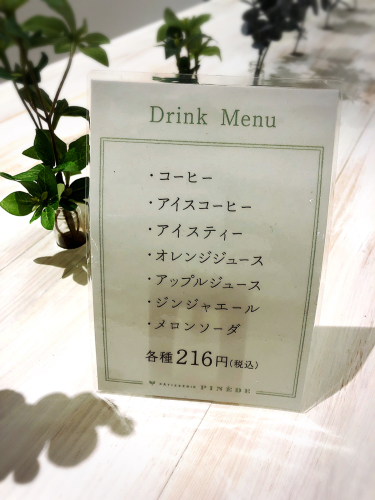 Drink Menu
・コーヒー
・アイスコーヒー
・アイスティー
・オレンジジュース
・アップルジュース
・ジンジャエール
・メロンソーダ
各種216円(税込)
PATISSERIE PINÈDE